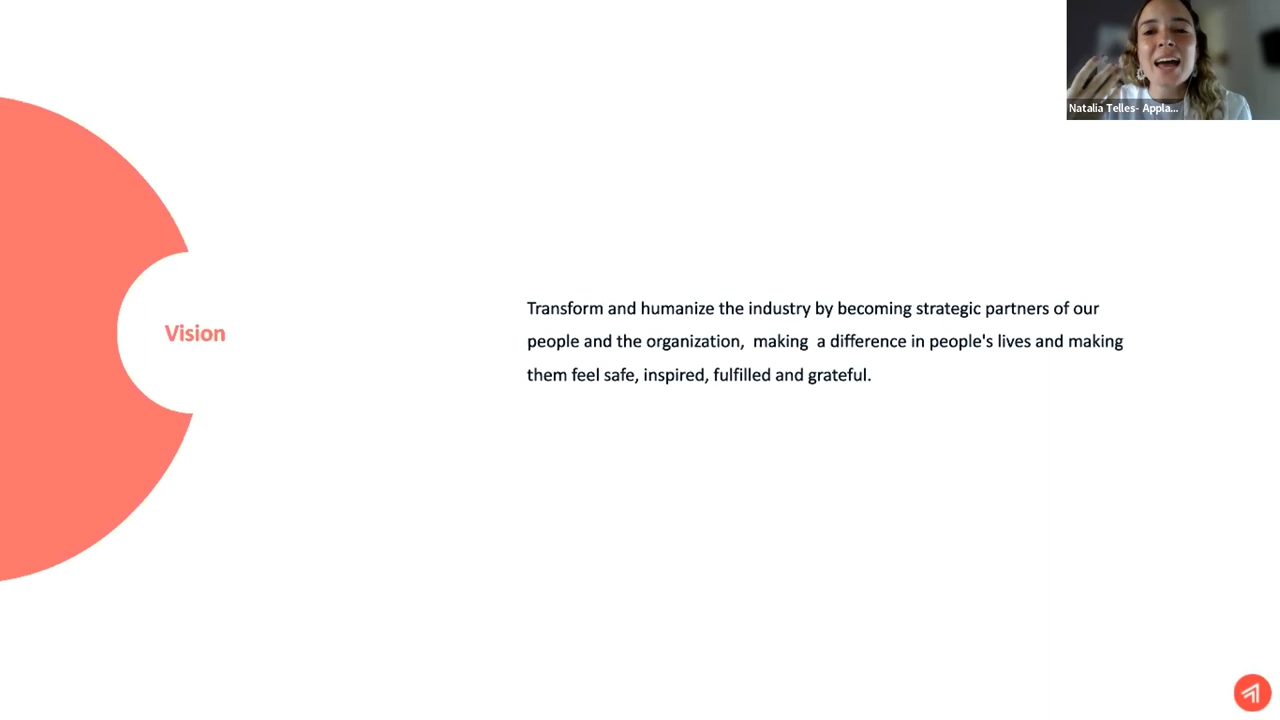 Natalia Telles- Appla...
Vision
Transform and humanize the industry by becoming strategic partners of our
people and the organization,  making  a difference in people's lives and making
them feel safe, inspired, fulfilled and grateful.